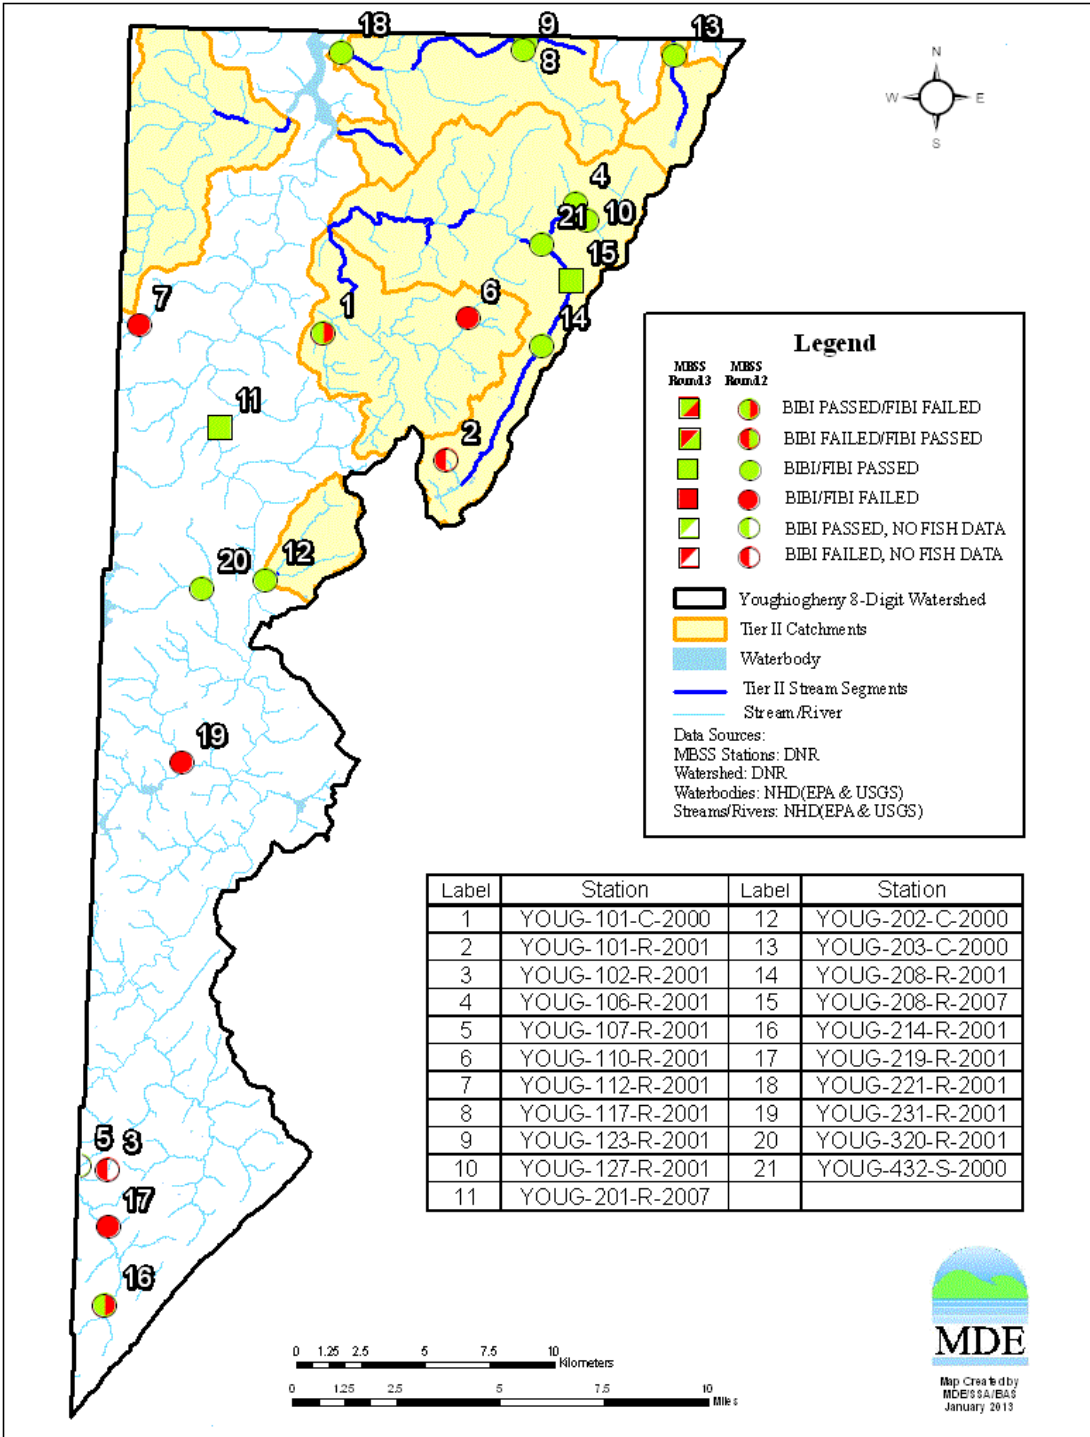 18
9
13
8
N
W
E
S
4
21
10
15
7
1
6
14
11
2
20
12
19
5
3
17
16
Legend
MBSS
Round3
MBSS
Round2
BIBI PASSED/FIBI FAILED
BIBI FAILED/FIBI PASSED
BIBI/FIBI PASSED
BIBI/FIBI FAILED
BIBI PASSED, NO FISH DATA
BIBI FAILED, NO FISH DATA
Youghiogheny 8-Digit Watershed
Tier II Catchments
Waterbody
Tier II Stream Segments
Stream/River
Data Sources:
MBSS Stations: DNR
Watershed: DNR
Waterbodies: NHD(EPA & USGS)
Streams/Rivers: NHD(EPA & USGS)
Label Station Label Station
1 YOUG-101-C-2000 12 YOUG-202-C-2000
2 YOUG-101-R-2001 13 YOUG-203-C-2000
3 YOUG-102-R-2001 14 YOUG-208-R-2001
4 YOUG-106-R-2001 15 YOUG-208-R-2007
5 YOUG-107-R-2001 16 YOUG-214-R-2001
6 YOUG-110-R-2001 17 YOUG-219-R-2001
7 YOUG-112-R-2001 18 YOUG-221-R-2001
8 YOUG-117-R-2001 19 YOUG-231-R-2001
9 YOUG-123-R-2001 20 YOUG-320-R-2001
10 YOUG-127-R-2001 21 YOUG-432-S-2000
11 YOUG-201-R-2007
0 1.25 2.5 5 7.5 10
Kilometers
0 1.25 2.5 5 7.5 10
Miles
MDE
Map Created by
MDE/SSA/EAS
January 2013